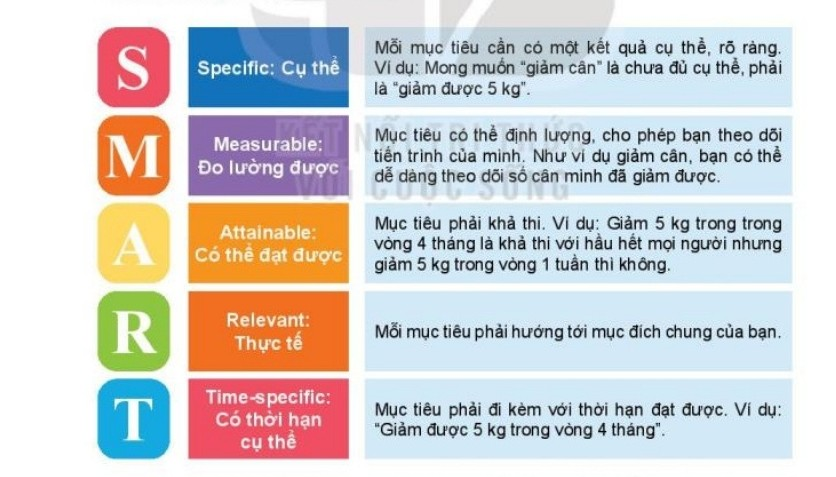 S
Specific: Cụ thể
Mỗi mục tiêu cần có một kết quả cụ thể, rõ ràng.
Ví dụ: Mong muốn “giảm cân” là chưa đủ cụ thể, phải
là “giảm được 5 kg”.
M
Measurable:
Đo lường được
Mục tiêu có thể định lượng, cho phép bạn theo dõi
tiến trình của mình. Như ví dụ giảm cân, bạn có thể
dễ dàng theo dõi số cân mình đã giảm được.
KẾT NỐI TRI THỨC
VỚI CUỘC SỐNG
A
Attainable:
Có thể đạt được
Mục tiêu phải khả thi. Ví dụ: Giảm 5 kg trong trong
vòng 4 tháng là khả thi với hầu hết mọi người nhưng
giảm 5 kg trong vòng 1 tuần thì không.
R
Relevant:
Thực tế
Mỗi mục tiêu phải hướng tới mục đích chung của bạn.
T
Time-specific:
Có thời hạn
cụ thể
Mục tiêu phải đi kèm với thời hạn đạt được. Ví dụ:
“Giảm được 5 kg trong vòng 4 tháng”.